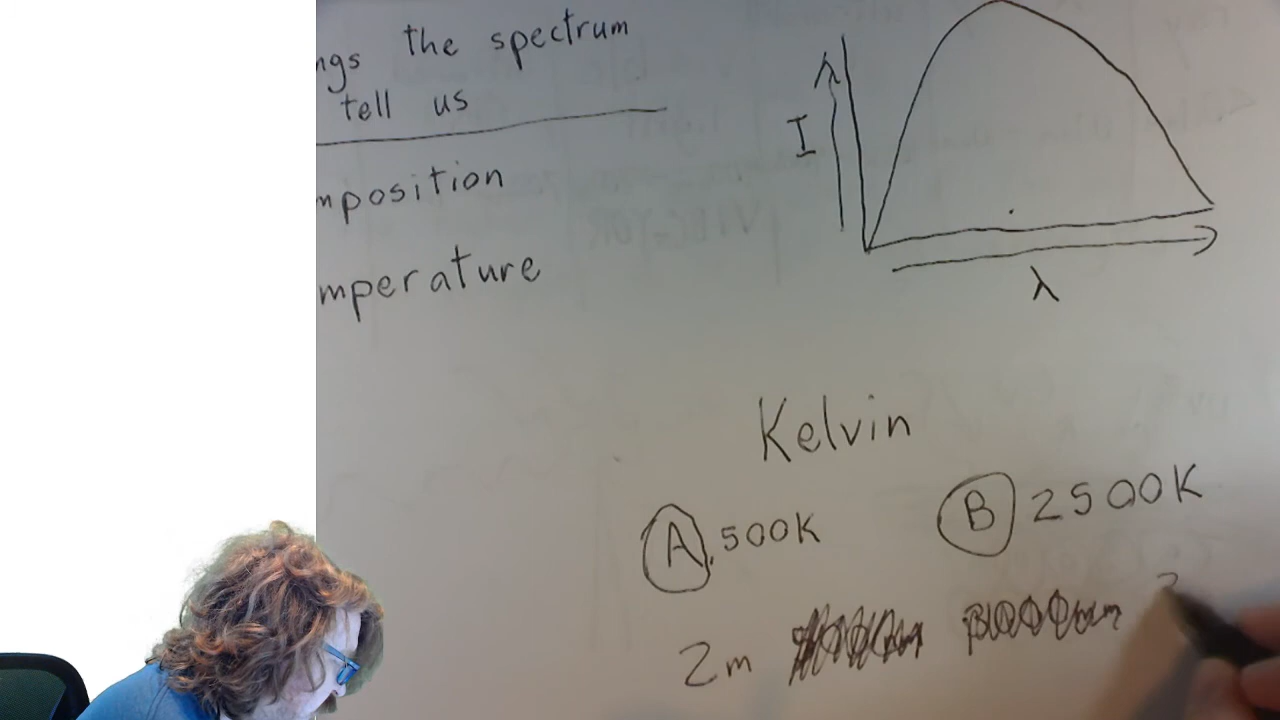 ngs the spectrum
tell us
mposition
mperature
I
λ
Kelvin
A 500K
B 2500K
2m